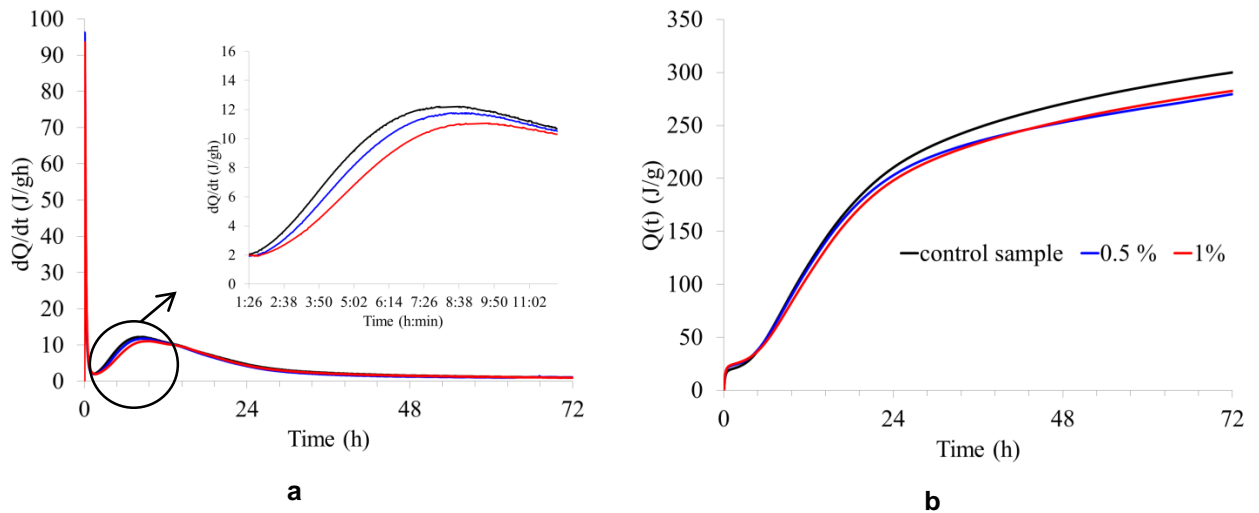 100
90
80
70
60
50
40
30
20
10
0
dQ/dt (J/gh)
0 24 48 72
Time (h)
16
14
12
10
8
6
4
2
0
dQ/dt (J/gh)
1:26 2:38 3:50 5:02 6:14 7:26 8:38 9:50 11:02
Time (h:min)
a
350
300
250
200
150
100
50
0
Q(t) (J/g)
control sample 0.5 % 1%
0 24 48 72
Time (h)
b